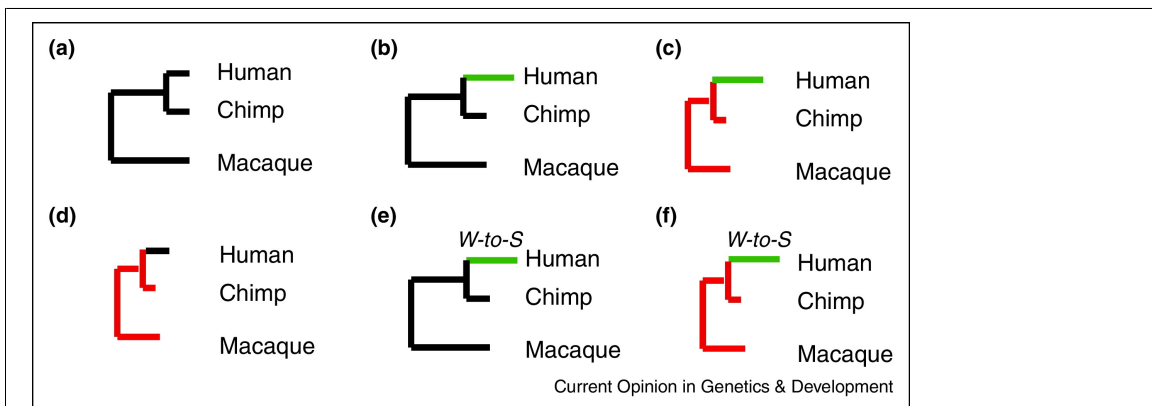 (a)
Human
Chimp
Macaque
(b)
Human
Chimp
Macaque
(c)
Human
Chimp
Macaque
(d)
Human
Chimp
Macaque
(e)
W-to-S
Human
Chimp
Macaque
(f)
W-to-S
Human
Chimp
Macaque
Current Opinion in Genetics & Development